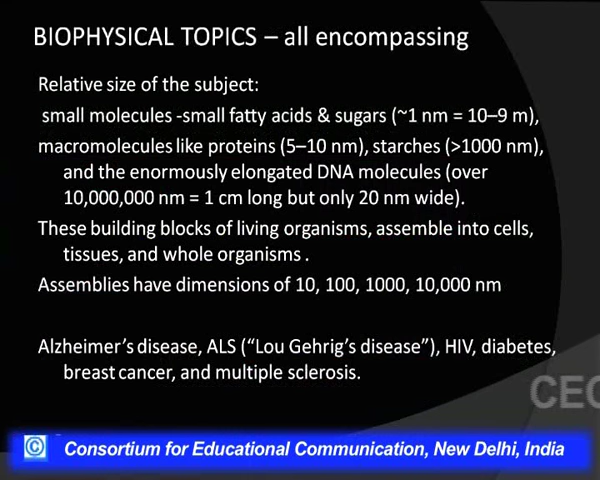 BIOPHYSICAL TOPICS – all encompassing
Relative size of the subject:
small molecules -small fatty acids & sugars (~1 nm = 10–9 m),
macromolecules like proteins (5–10 nm), starches (>1000 nm),
and the enormously elongated DNA molecules (over
10,000,000 nm = 1 cm long but only 20 nm wide).
These building blocks of living organisms, assemble into cells,
tissues, and whole organisms .
Assemblies have dimensions of 10, 100, 1000, 10,000 nm
Alzheimer's disease, ALS ("Lou Gehrig's disease"), HIV, diabetes,
breast cancer, and multiple sclerosis.
CEC
© Consortium for Educational Communication, New Delhi, India